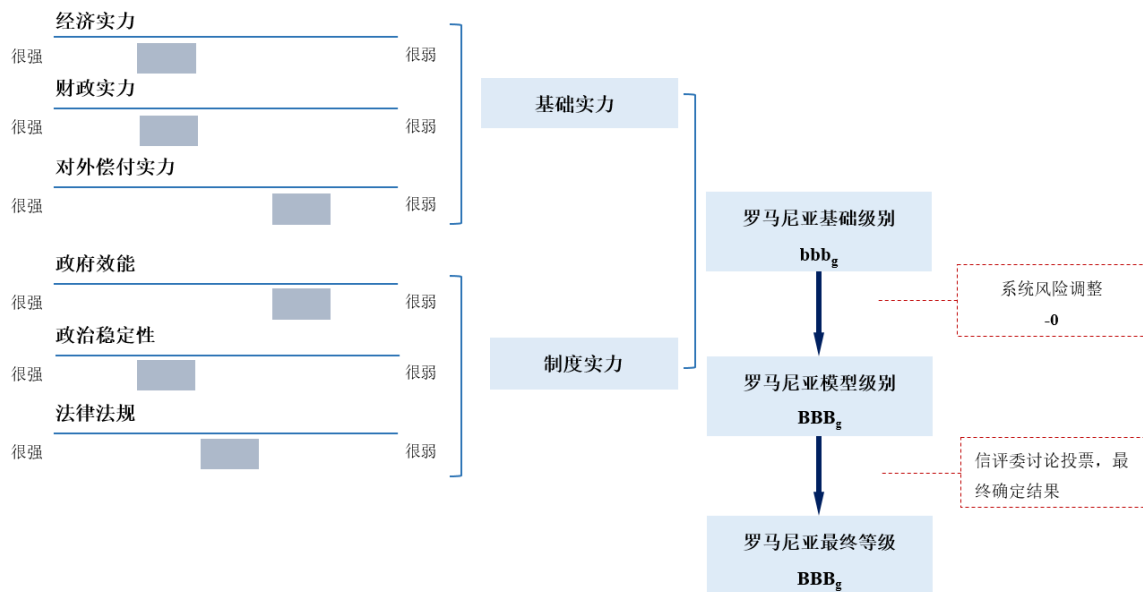 经济实力
很强
很弱
财政实力
很强
很弱
对外偿付实力
很强
很弱
基础实力
政府效能
很强
很弱
政治稳定性
很强
很弱
法律法规
很强
很弱
制度实力
罗马尼亚基础级别
bbbg
系统风险调整
-0
罗马尼亚模型级别
BBBg
信评委讨论投票，最
终确定结果
罗马尼亚最终等级
BBBg